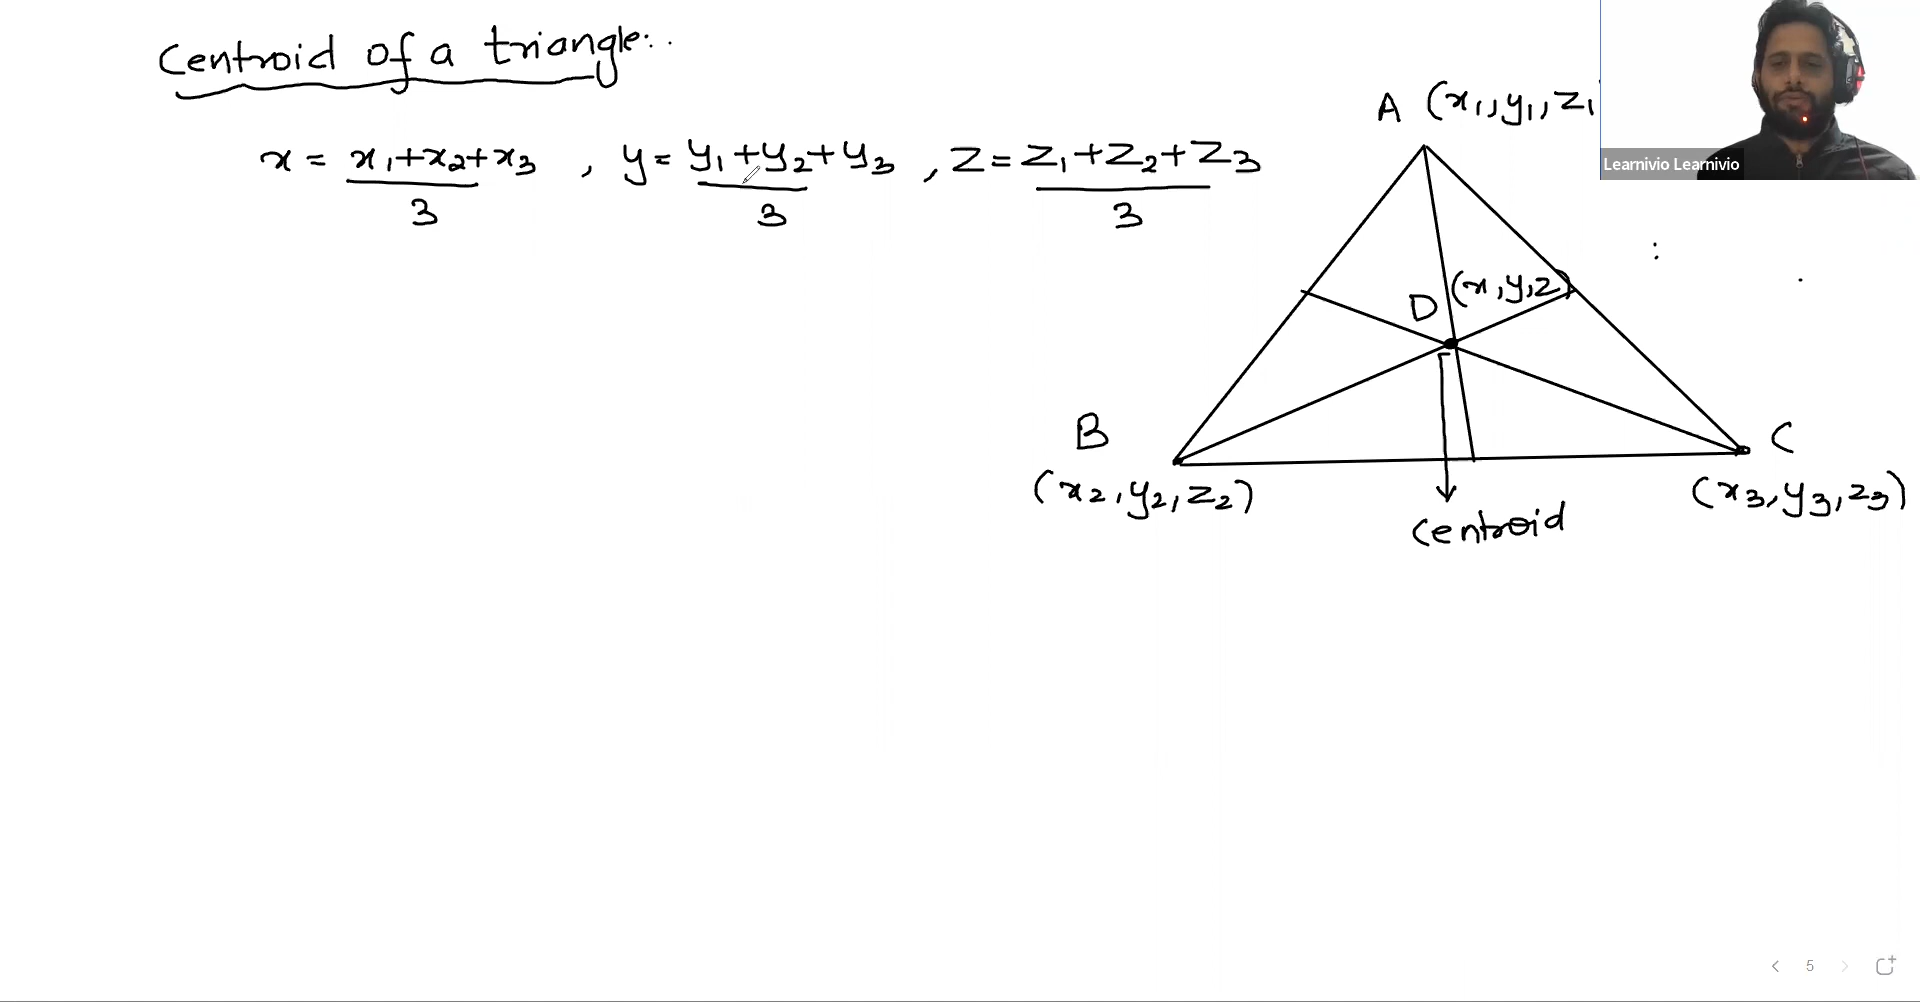 Centroid of a triangle:
A (x₁, y₁, z₁
x = x₁+x₂+x₃ / 3 , y = y₁+y₂+y₃ / 3 , z = z₁+z₂+z₃ / 3
Learnivio Learnivio
D (x, y, z)
B
C
(x₂, y₂, z₂)
(x₃, y₃, z₃)
centroid
5